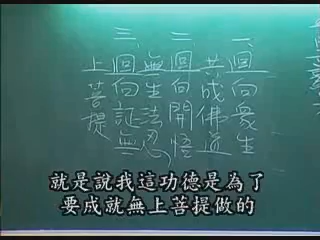 一、回向眾生
共成佛道
二、回向開悟
無生法忍
三、回向証無
上菩提
就是說我這功德是為了
要成就無上菩提做的